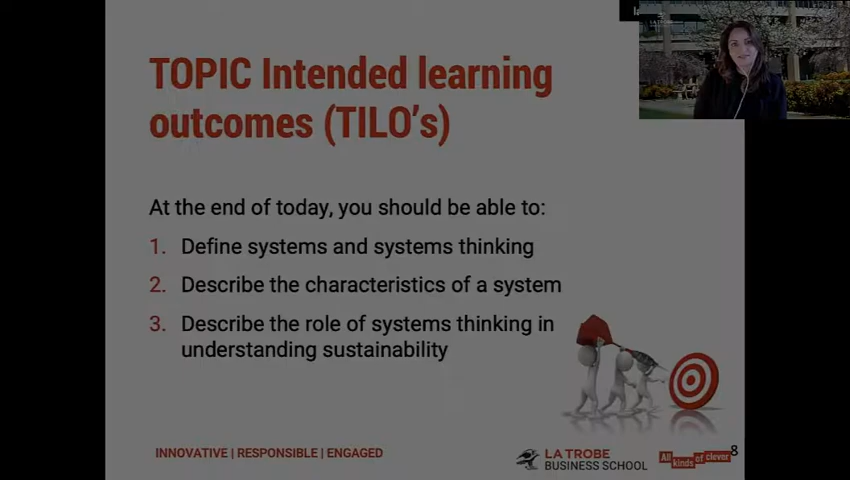 TOPIC Intended learning
outcomes (TILO's)
At the end of today, you should be able to:
1. Define systems and systems thinking
2. Describe the characteristics of a system
3. Describe the role of systems thinking in
understanding sustainability
INNOVATIVE | RESPONSIBLE | ENGAGED
LA TROBE
BUSINESS SCHOOL
All kinds of clever
8